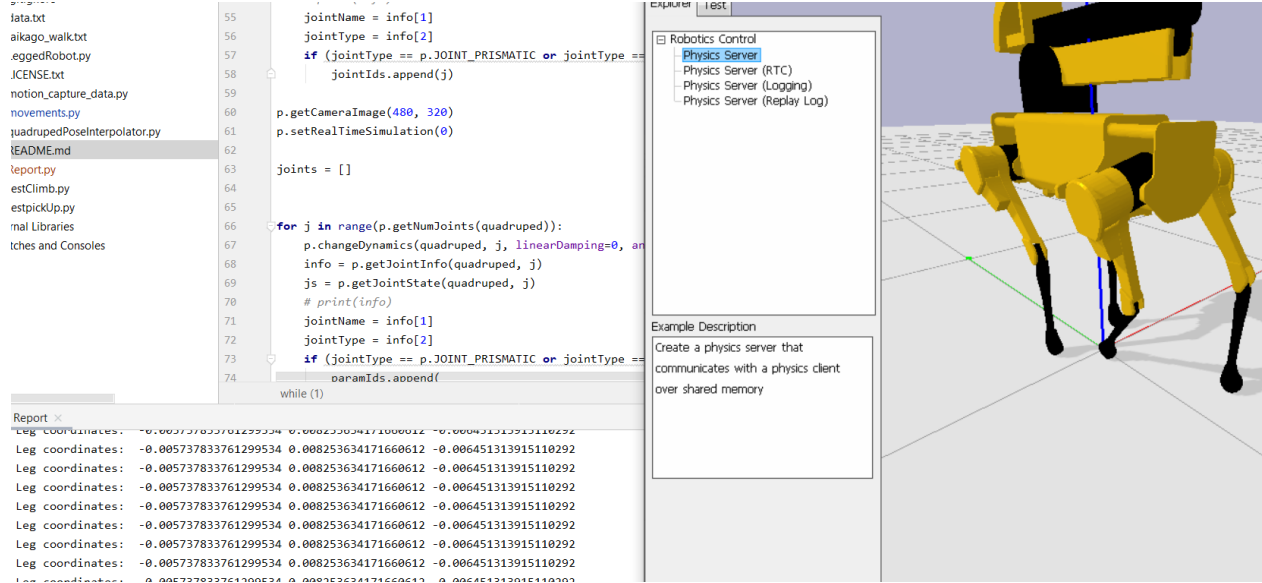 data.txt
aikago_walk.txt
.eggedRobot.py
.ICENSE.txt
notion_capture_data.py
novements.py
quadrupedPoseInterpolator.py
README.md
Report.py
estClimb.py
estpickUp.py
rnal Libraries
tches and Consoles
55 jointName = info[1]
56 jointType = info[2]
57 if (jointType == p.JOINT_PRISMATIC or jointType ==
58 jointIds.append(j)
59
60 p.getCameraImage(480, 320)
61 p.setRealTimeSimulation(0)
62
63 joints = []
64
65
66 for j in range(p.getNumJoints(quadruped)):
67 p.changeDynamics(quadruped, j, linearDamping=0, an
68 info = p.getJointInfo(quadruped, j)
69 js = p.getJointState(quadruped, j)
70 # print(info)
71 jointName = info[1]
72 jointType = info[2]
73 if (jointType == p.JOINT_PRISMATIC or jointType ==
74 paramIds.append(
while (1)
Report
Leg coordinates: -0.005737833761299534 0.008253634171660612 -0.006451313915110292
Leg coordinates: -0.005737833761299534 0.008253634171660612 -0.006451313915110292
Leg coordinates: -0.005737833761299534 0.008253634171660612 -0.006451313915110292
Leg coordinates: -0.005737833761299534 0.008253634171660612 -0.006451313915110292
Leg coordinates: -0.005737833761299534 0.008253634171660612 -0.006451313915110292
Leg coordinates: -0.005737833761299534 0.008253634171660612 -0.006451313915110292
Leg coordinates: -0.005737833761299534 0.008253634171660612 -0.006451313915110292
Leg coordinates: -0.005737833761299534 0.008253634171660612 -0.006451313915110292
Leg coordinates: -0.005737833761299534 0.008253634171660612 -0.006451313915110292
Explorer Test
Robotics Control
Physics Server
Physics Server (RTC)
Physics Server (Logging)
Physics Server (Replay Log)
Example Description
Create a physics server that
communicates with a physics client
over shared memory